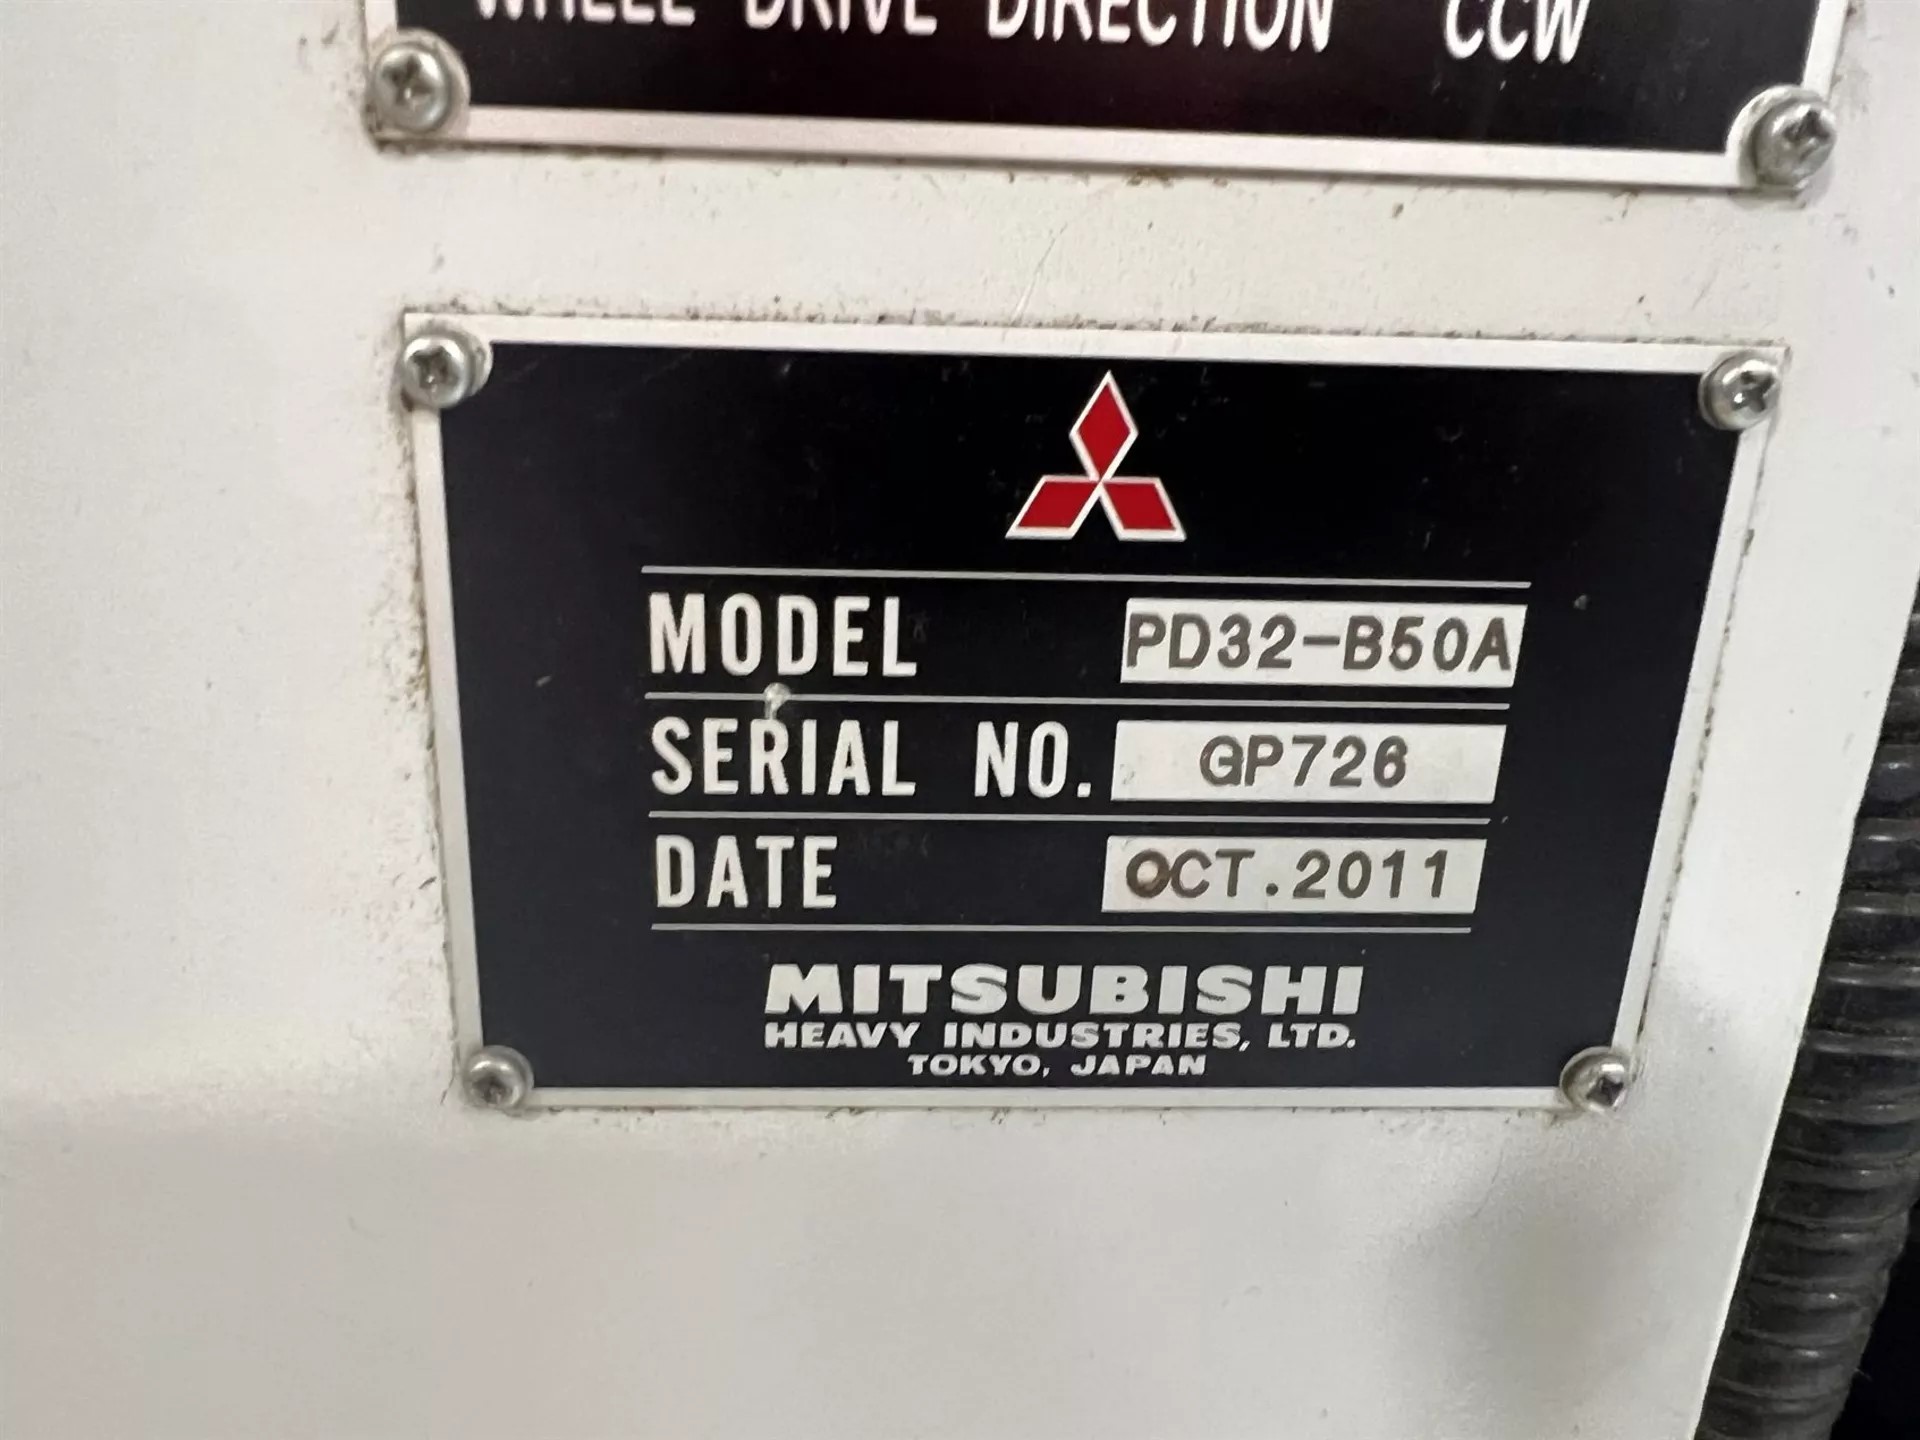 WHEEL DRIVE DIRECTION CCW
MODEL PD32-B50A
SERIAL NO. GP726
DATE OCT.2011
MITSUBISHI
HEAVY INDUSTRIES, LTD.
TOKYO, JAPAN